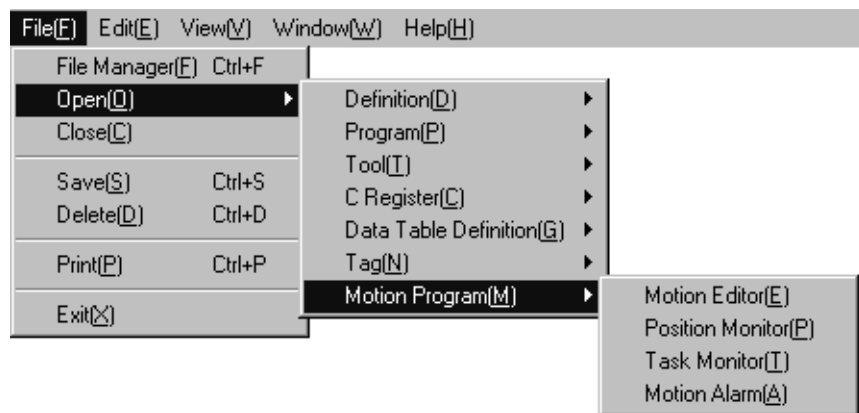 File(F) Edit(E) View(V) Window(W) Help(H)
File Manager(F) Ctrl+F
Open(O)
Close(C)
Save(S) Ctrl+S
Delete(D) Ctrl+D
Print(P) Ctrl+P
Exit(X)
Definition(D)
Program(P)
Tool(T)
C Register(C)
Data Table Definition(G)
Tag(N)
Motion Program(M)
Motion Editor(E)
Position Monitor(P)
Task Monitor(T)
Motion Alarm(A)